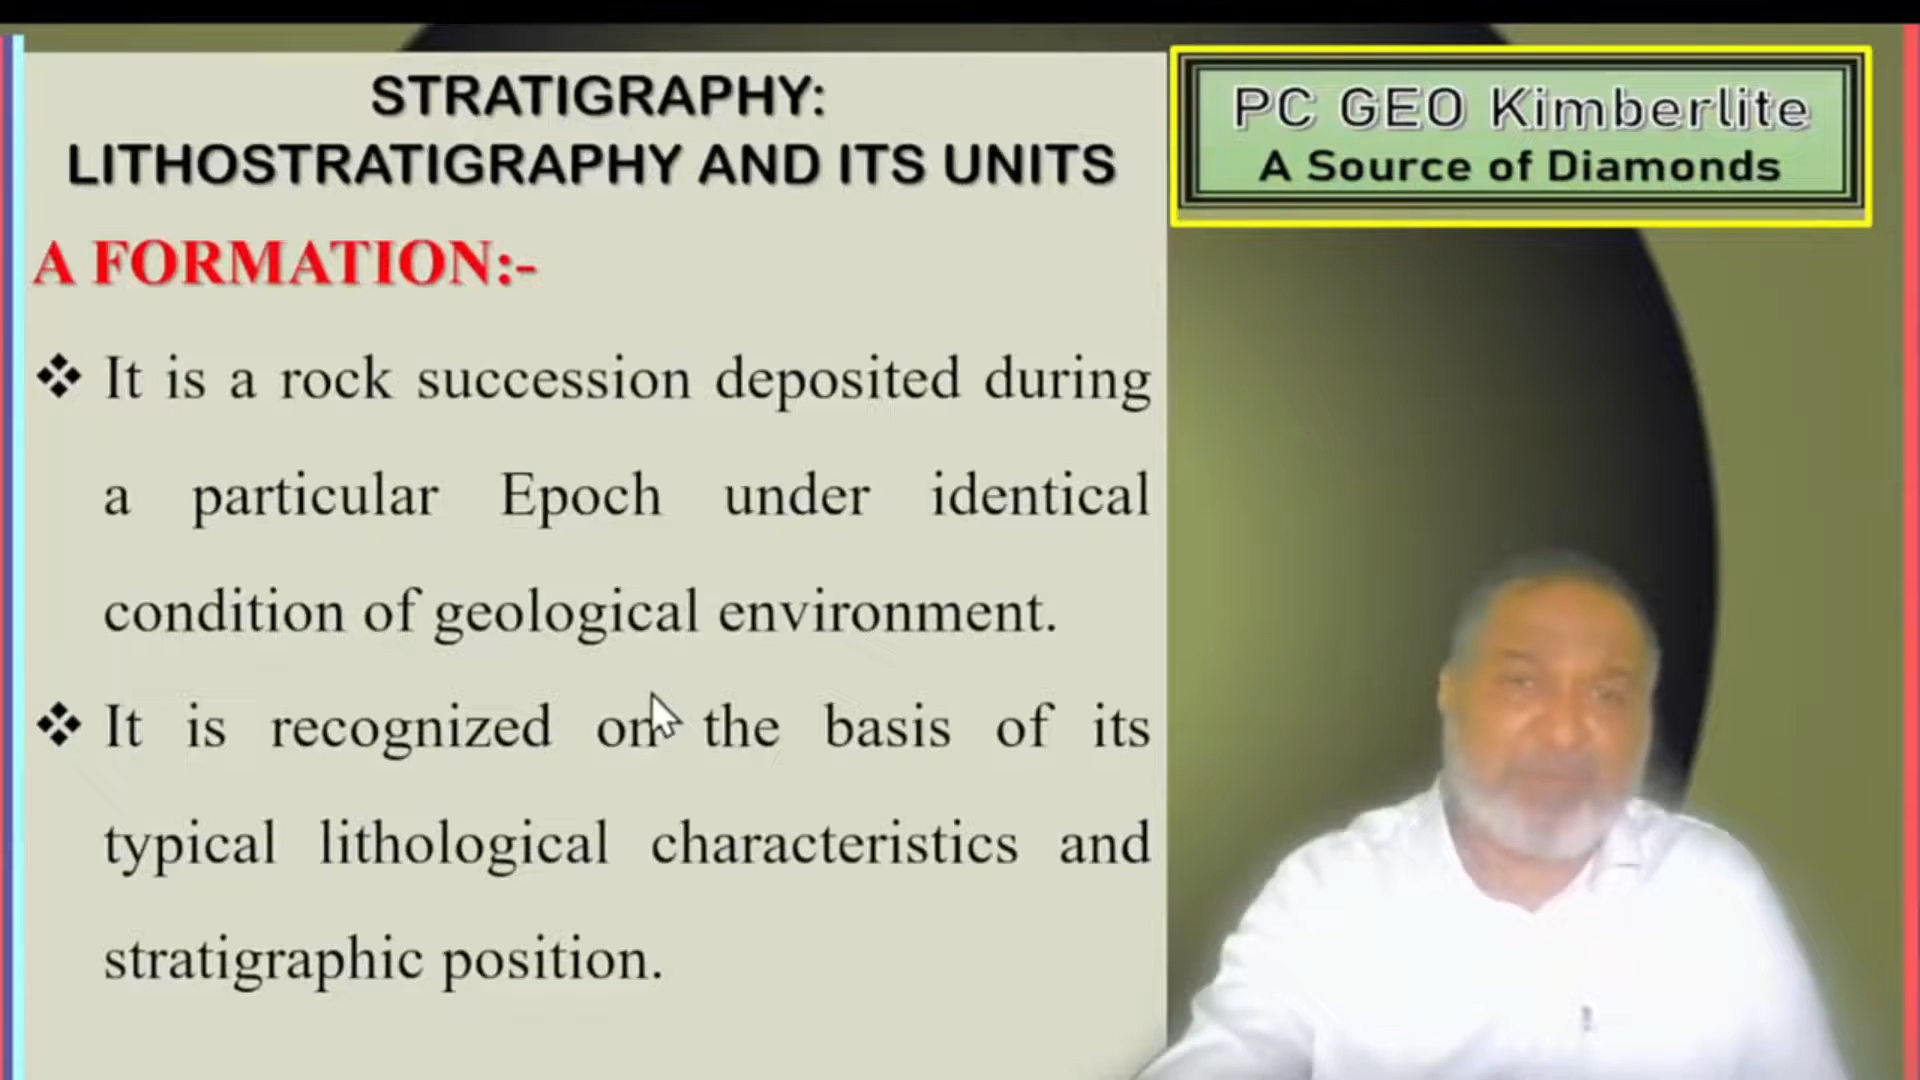 STRATIGRAPHY:
LITHOSTRATIGRAPHY AND ITS UNITS
PC GEO Kimberlite
A Source of Diamonds
A FORMATION:-
❖ It is a rock succession deposited during
a particular Epoch under identical
condition of geological environment.
❖ It is recognized on the basis of its
typical lithological characteristics and
stratigraphic position.